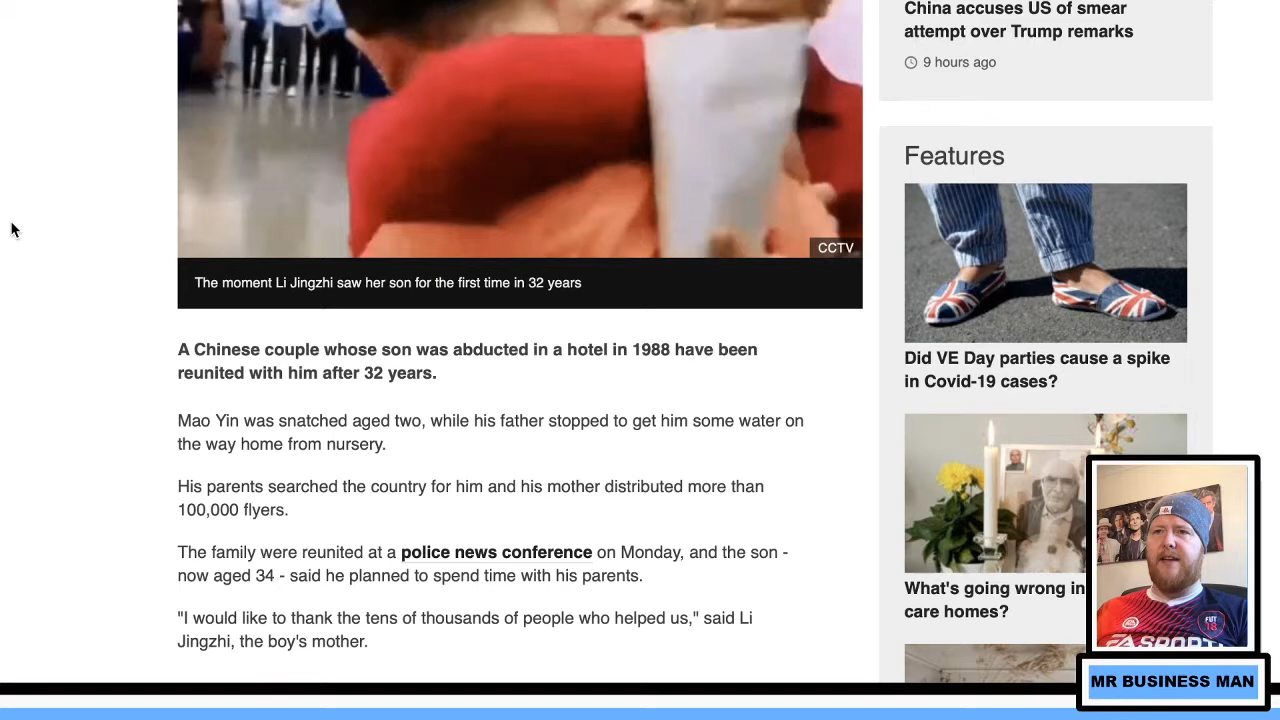 China accuses US of smear
attempt over Trump remarks
9 hours ago
Features
CCTV
The moment Li Jingzhi saw her son for the first time in 32 years
A Chinese couple whose son was abducted in a hotel in 1988 have been
reunited with him after 32 years.
Mao Yin was snatched aged two, while his father stopped to get him some water on
the way home from nursery.
His parents searched the country for him and his mother distributed more than
100,000 flyers.
The family were reunited at a police news conference on Monday, and the son -
now aged 34 - said he planned to spend time with his parents.
"I would like to thank the tens of thousands of people who helped us," said Li
Jingzhi, the boy's mother.
Did VE Day parties cause a spike
in Covid-19 cases?
What's going wrong in
care homes?
FUT
18
EA SPORT
MR BUSINESS MAN